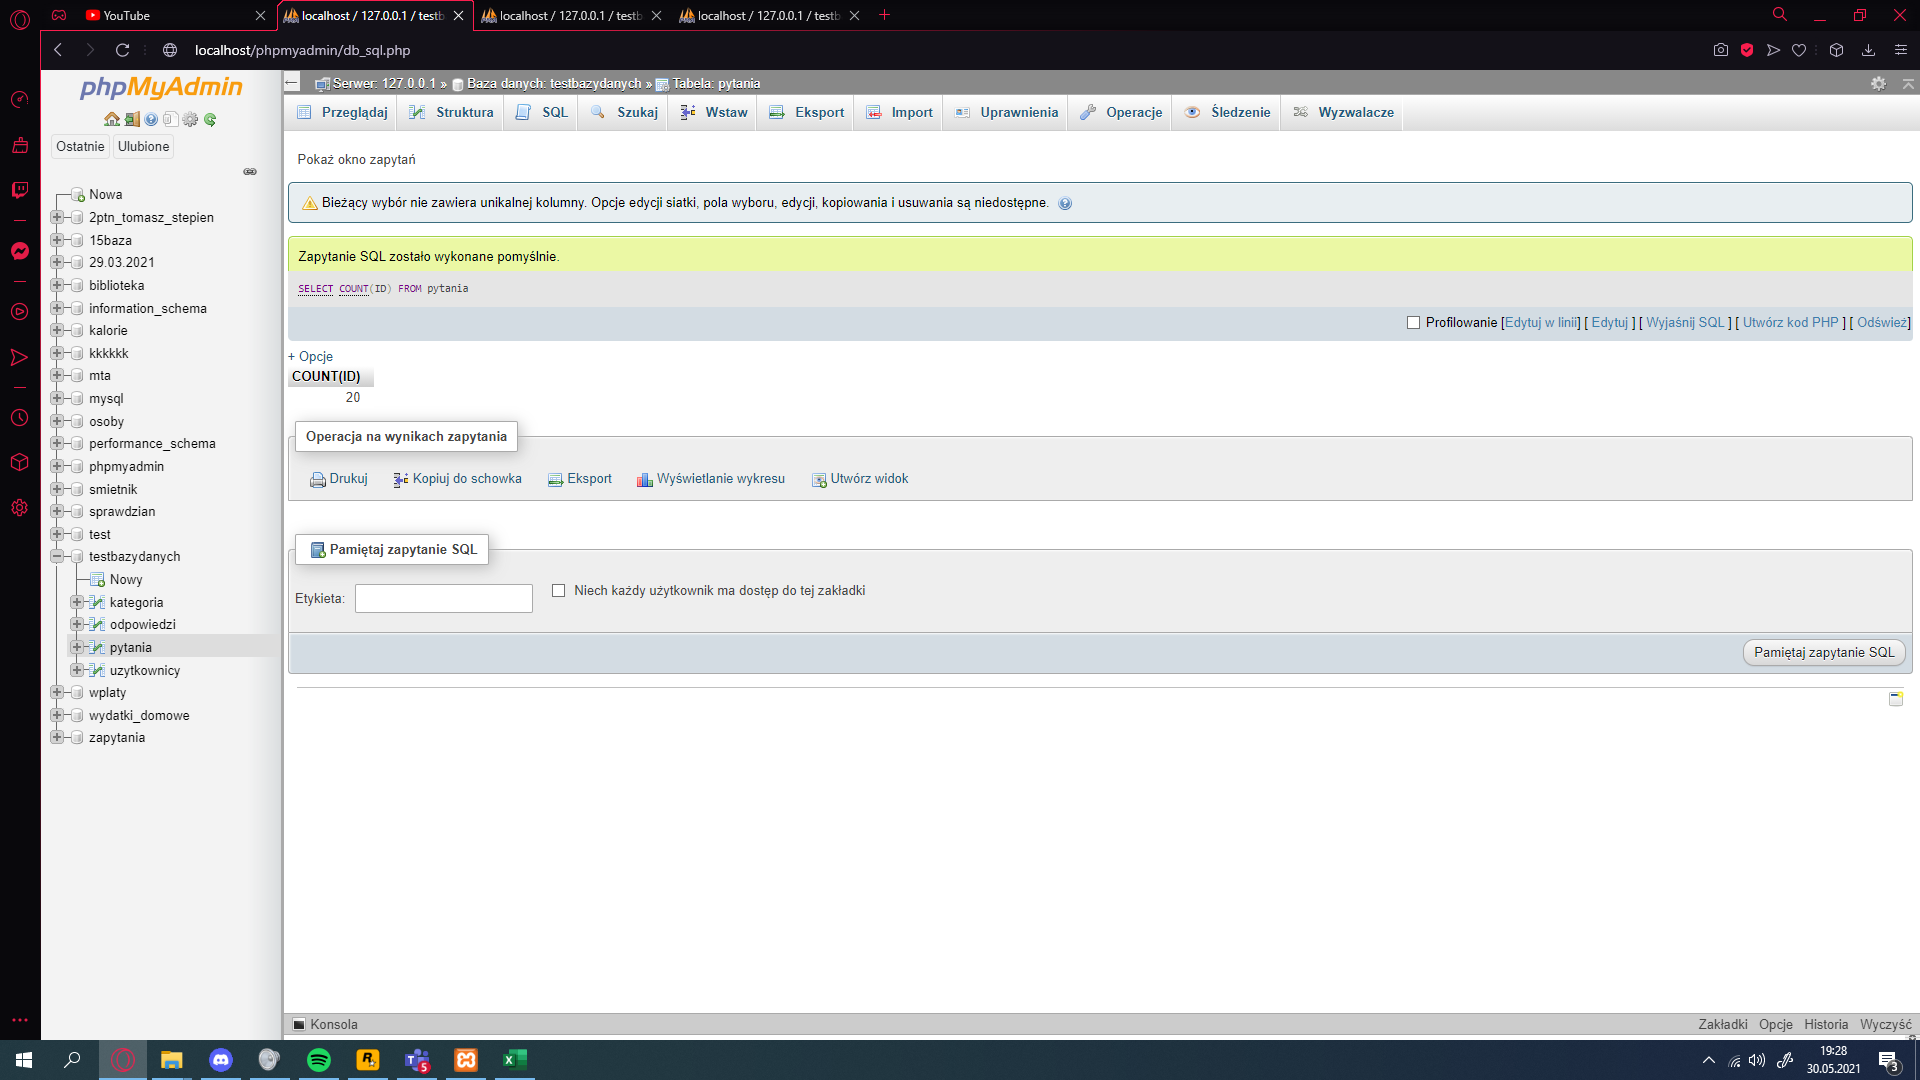 YouTube
localhost / 127.0.0.1 / testb
localhost / 127.0.0.1 / testb
localhost / 127.0.0.1 / testb
localhost/phpmyadmin/db_sql.php
phpMyAdmin
Ostatnie
Ulubione
Nowa
2ptn_tomasz_stepien
15baza
29.03.2021
biblioteka
information_schema
kalorie
kkkkkk
mta
mysql
osoby
performance_schema
phpmyadmin
smietnik
sprawdzian
test
testbazydanych
Nowy
kategoria
odpowiedzi
pytania
uzytkownicy
wplaty
wydatki_domowe
zapytania
Serwer: 127.0.0.1 » Baza danych: testbazydanych » Tabela: pytania
Przeglądaj
Struktura
SQL
Szukaj
Wstaw
Eksport
Import
Uprawnienia
Operacje
Śledzenie
Wyzwalacze
Pokaż okno zapytań
Bieżący wybór nie zawiera unikalnej kolumny. Opcje edycji siatki, pola wyboru, edycji, kopiowania i usuwania są niedostępne.
Zapytanie SQL zostało wykonane pomyślnie.
SELECT COUNT(ID) FROM pytania
Profilowanie [Edytuj w linii] [ Edytuj ] [ Wyjaśnij SQL ] [ Utwórz kod PHP ] [ Odśwież]
+ Opcje
COUNT(ID)
20
Operacja na wynikach zapytania
Drukuj
Kopiuj do schowka
Eksport
Wyświetlanie wykresu
Utwórz widok
Pamiętaj zapytanie SQL
Etykieta:
Niech każdy użytkownik ma dostęp do tej zakładki
Pamiętaj zapytanie SQL
Konsola
Zakładki
Opcje
Historia
Wyczyść
5
19:28
30.05.2021
3